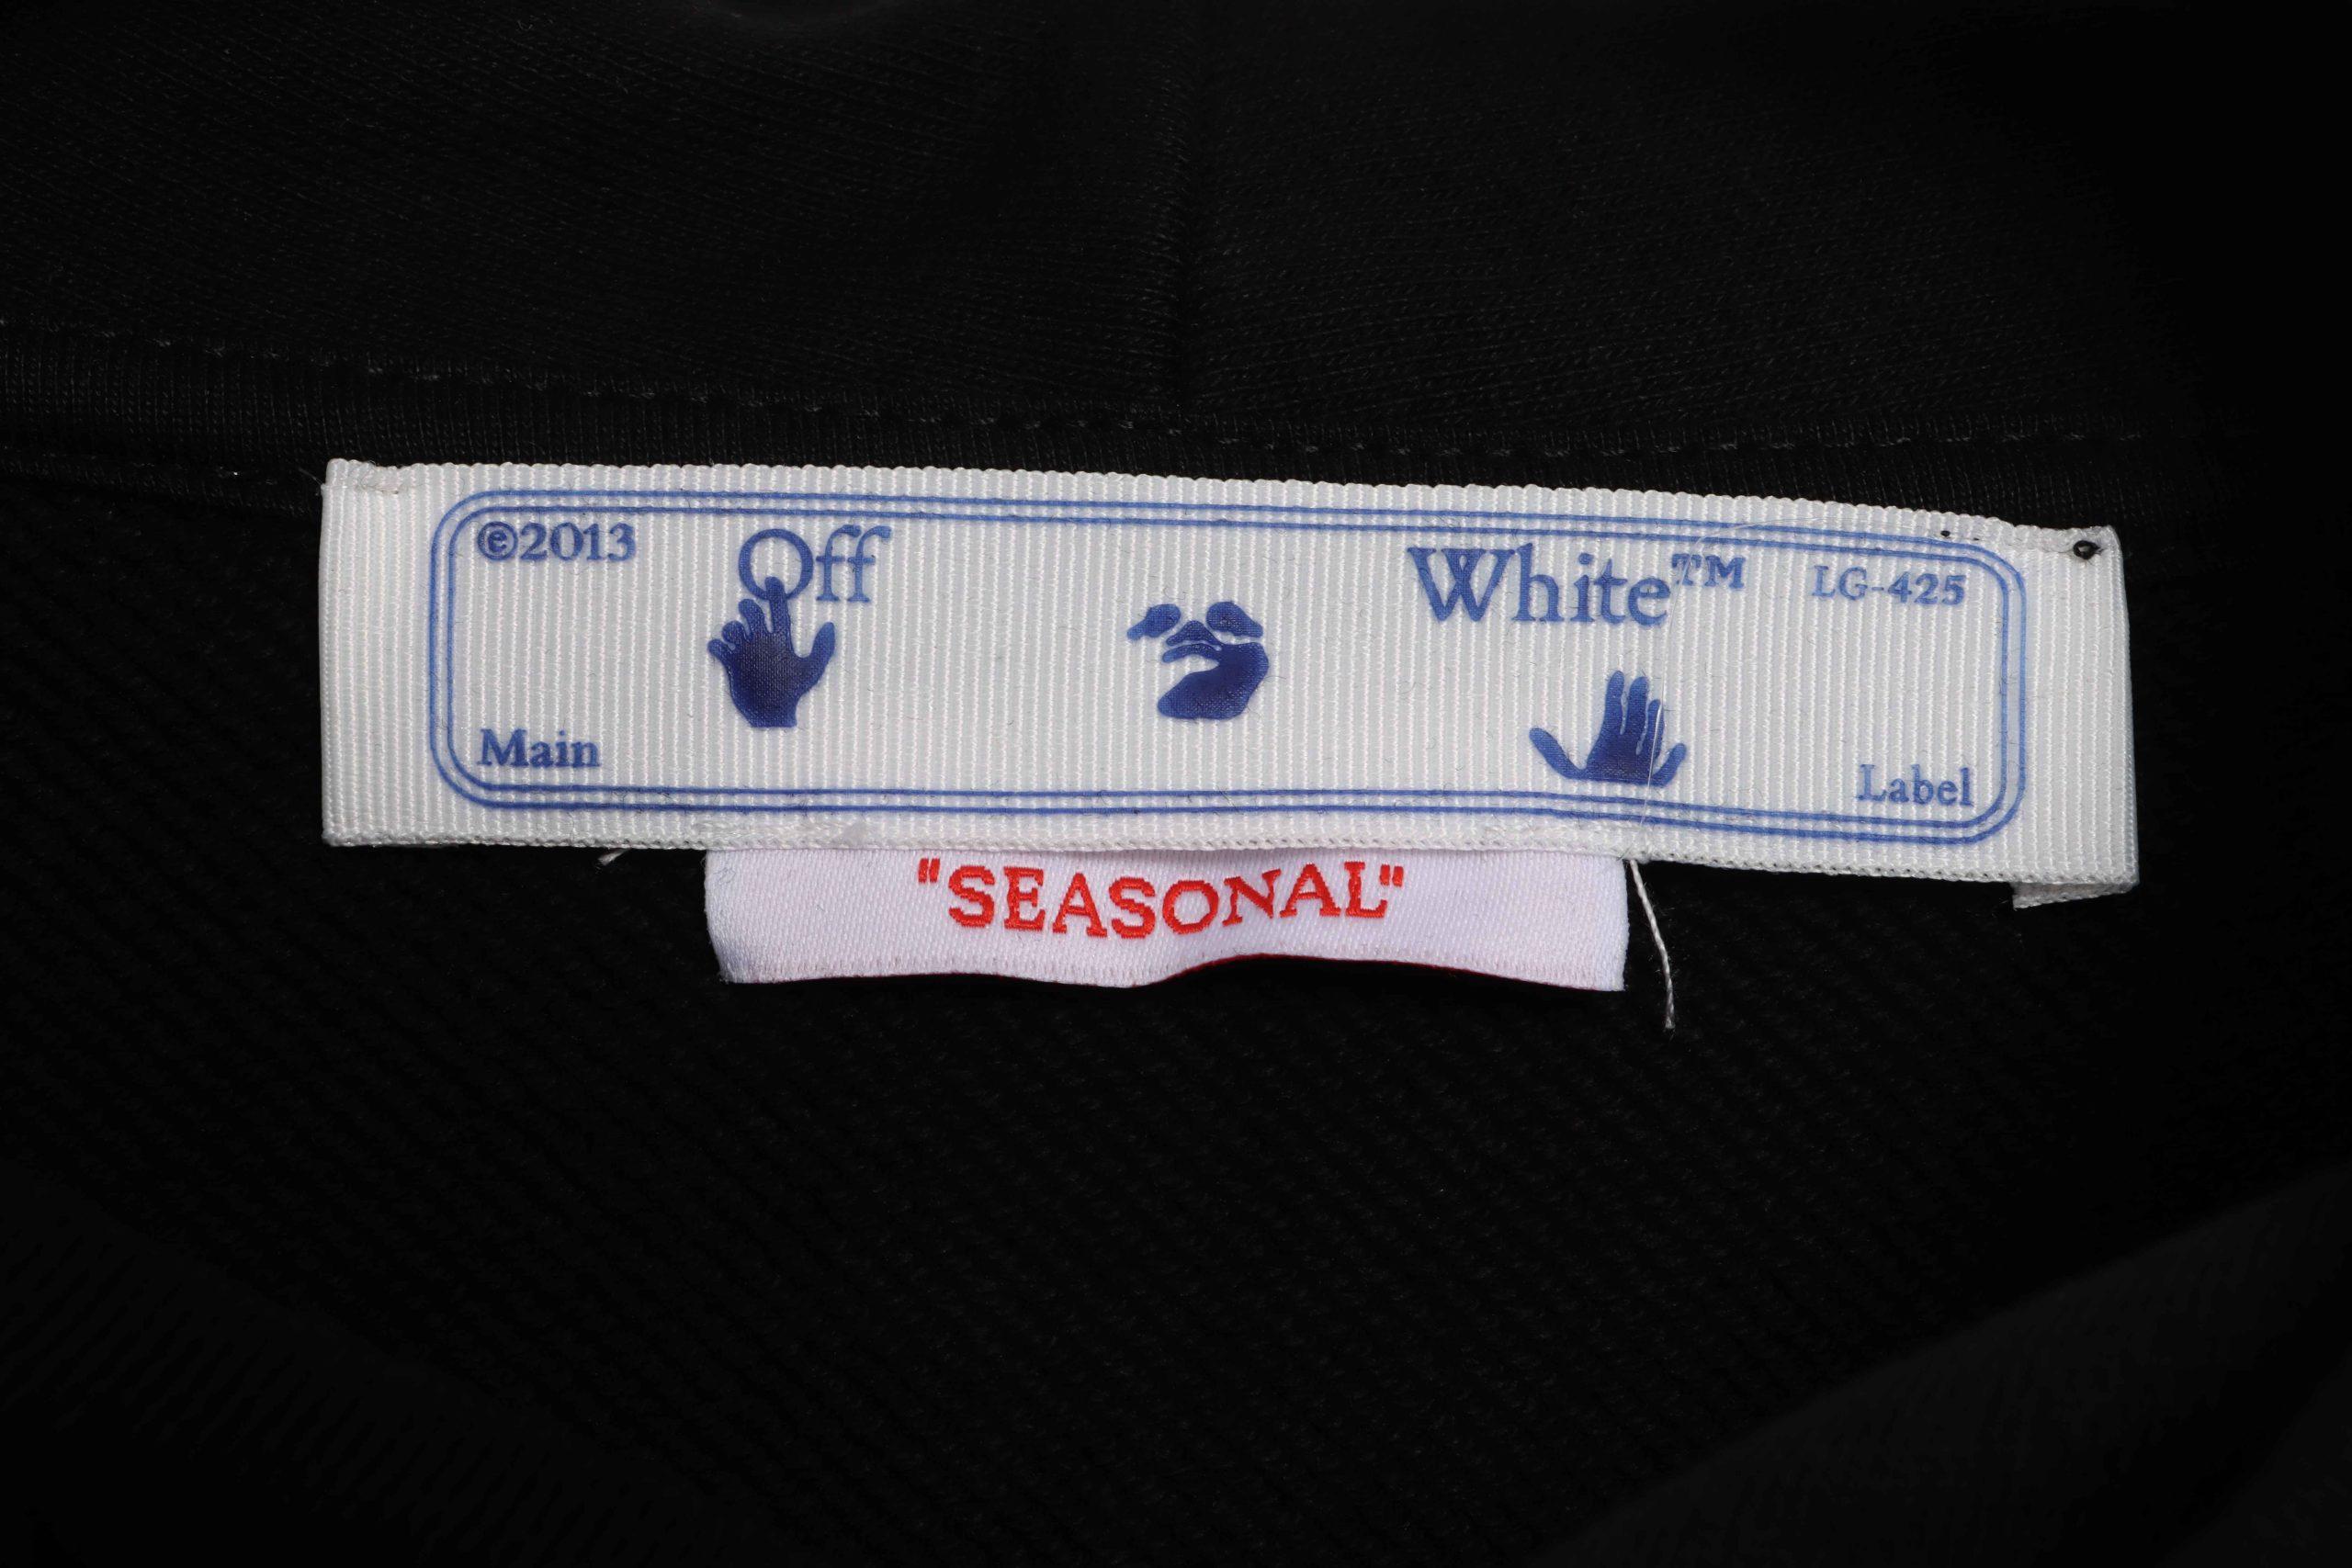 ©2013 Off White™ LG-425
Main Label
"SEASONAL"